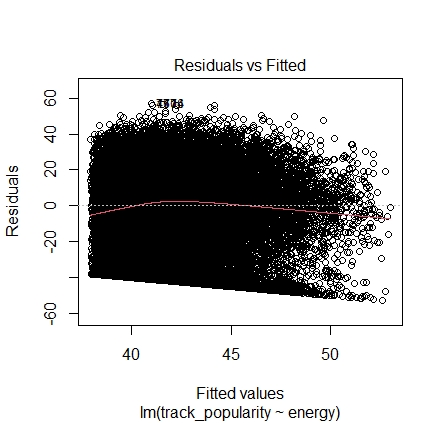 Residuals vs Fitted
Residuals
60
40
20
0
-20
-60
40
45
50
Fitted values
lm(track_popularity ~ energy)